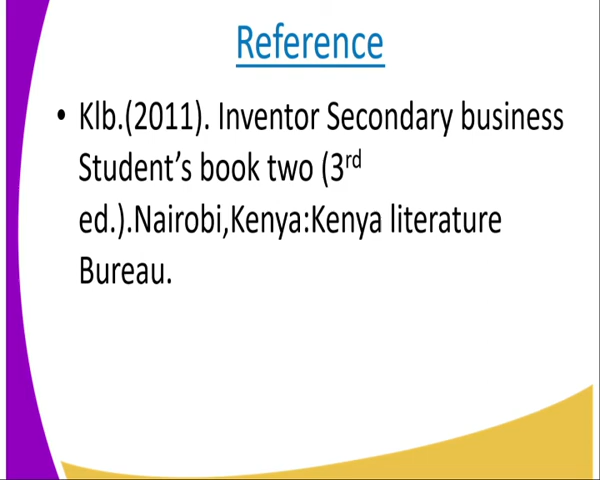 Reference
• Klb.(2011). Inventor Secondary business
Student’s book two (3rd
ed.).Nairobi,Kenya:Kenya literature
Bureau.